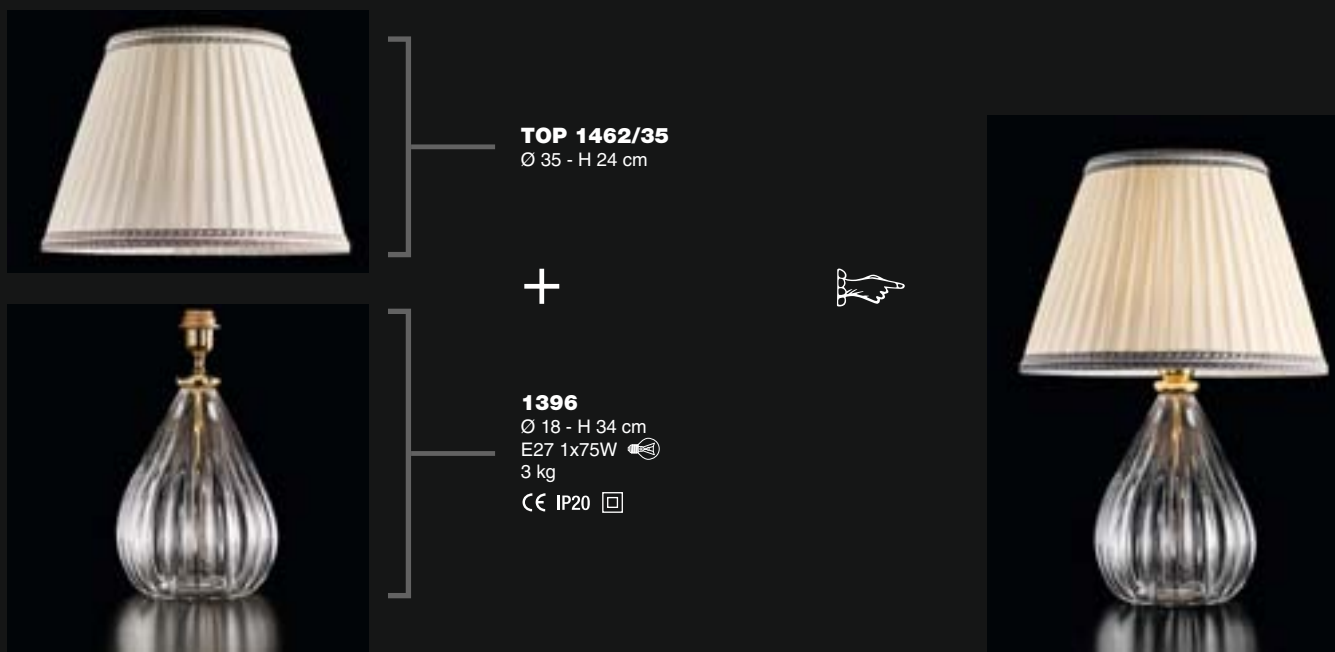 TOP 1462/35
Ø 35 - H 24 cm
+
1396
Ø 18 - H 34 cm
E27 1x75W
3 kg
CE IP20